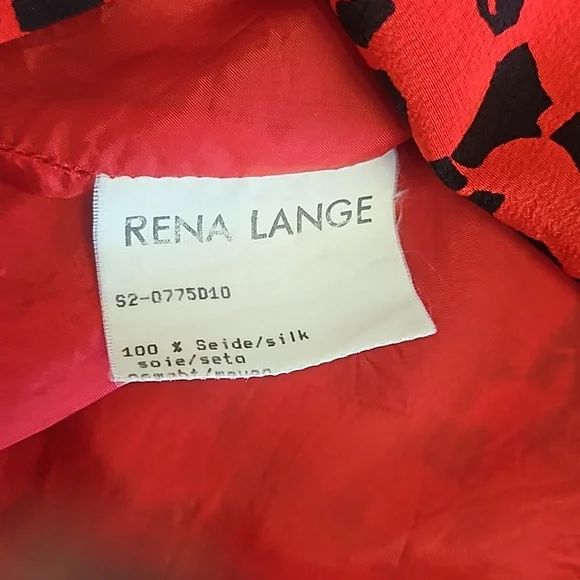 RENA LANGE
S2-0775D10
100 % Seide/silk
soie/seta